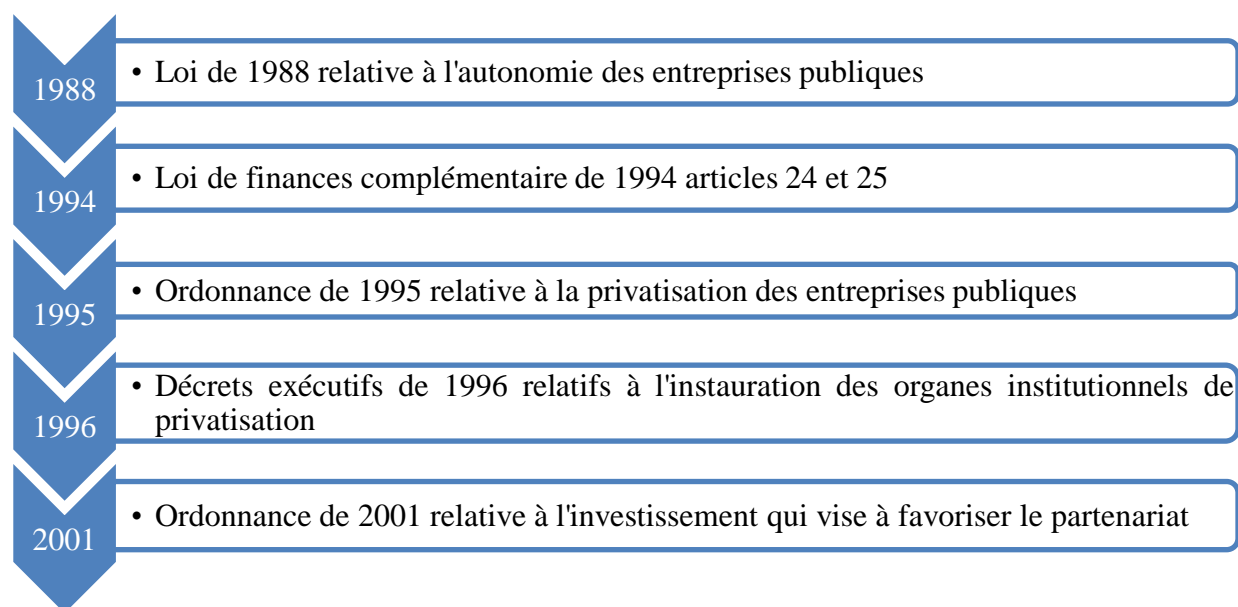 1988
• Loi de 1988 relative à l'autonomie des entreprises publiques
1994
• Loi de finances complémentaire de 1994 articles 24 et 25
1995
• Ordonnance de 1995 relative à la privatisation des entreprises publiques
1996
• Décrets exécutifs de 1996 relatifs à l'instauration des organes institutionnels de
privatisation
2001
• Ordonnance de 2001 relative à l'investissement qui vise à favoriser le partenariat